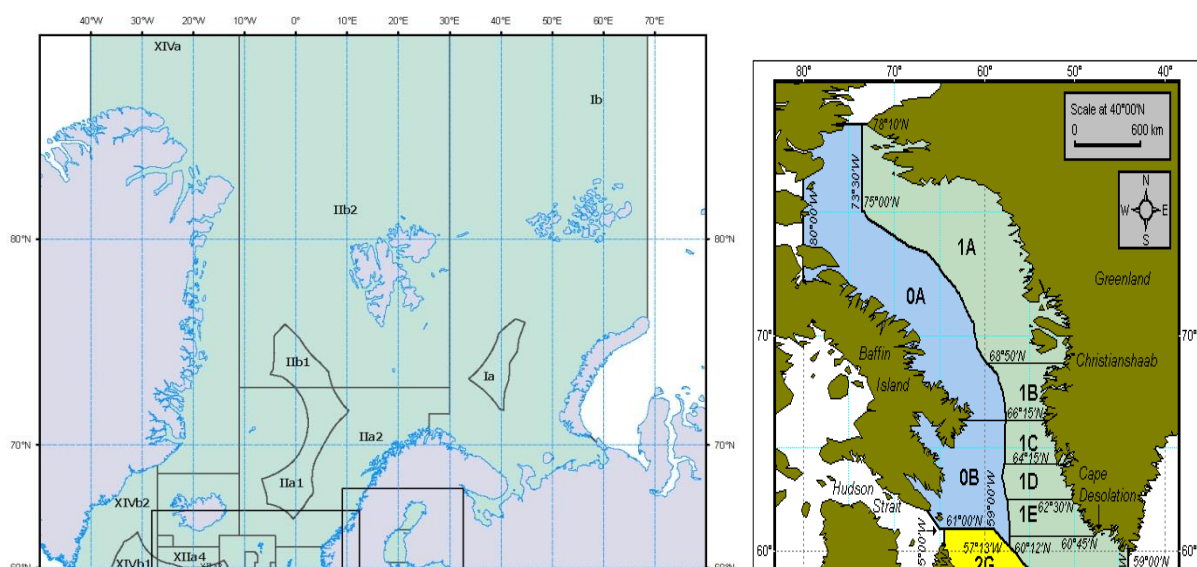 40°W 30°W 20°W 10°W 0° 10°E 20°E 30°E 40°E 50°E 60°E 70°E
XIVa
Ib
IIb2
80°N 80°N
IIb1
Ia
IIa2
70°N 70°N
IIa1
XIVb2
XIIa4
XIVb1
80° 70° 60° 50° 40°
Scale at 40°00'N
0 600 km
78°10'N
N
W E
S
73°30'W
75°00'N
80°00'W
1A
Greenland
0A
70° 70°
Baffin
Island
68°50'N
Christianshaab
1B
66°15'N
1C
64°15'N
0B
59°00'W
1D
Cape
Desolation
Hudson
Strait
62°30'N
1E
61°00'N
60°45'N
57°13'W
60°12'N
60° 60°
59°00'N
2G